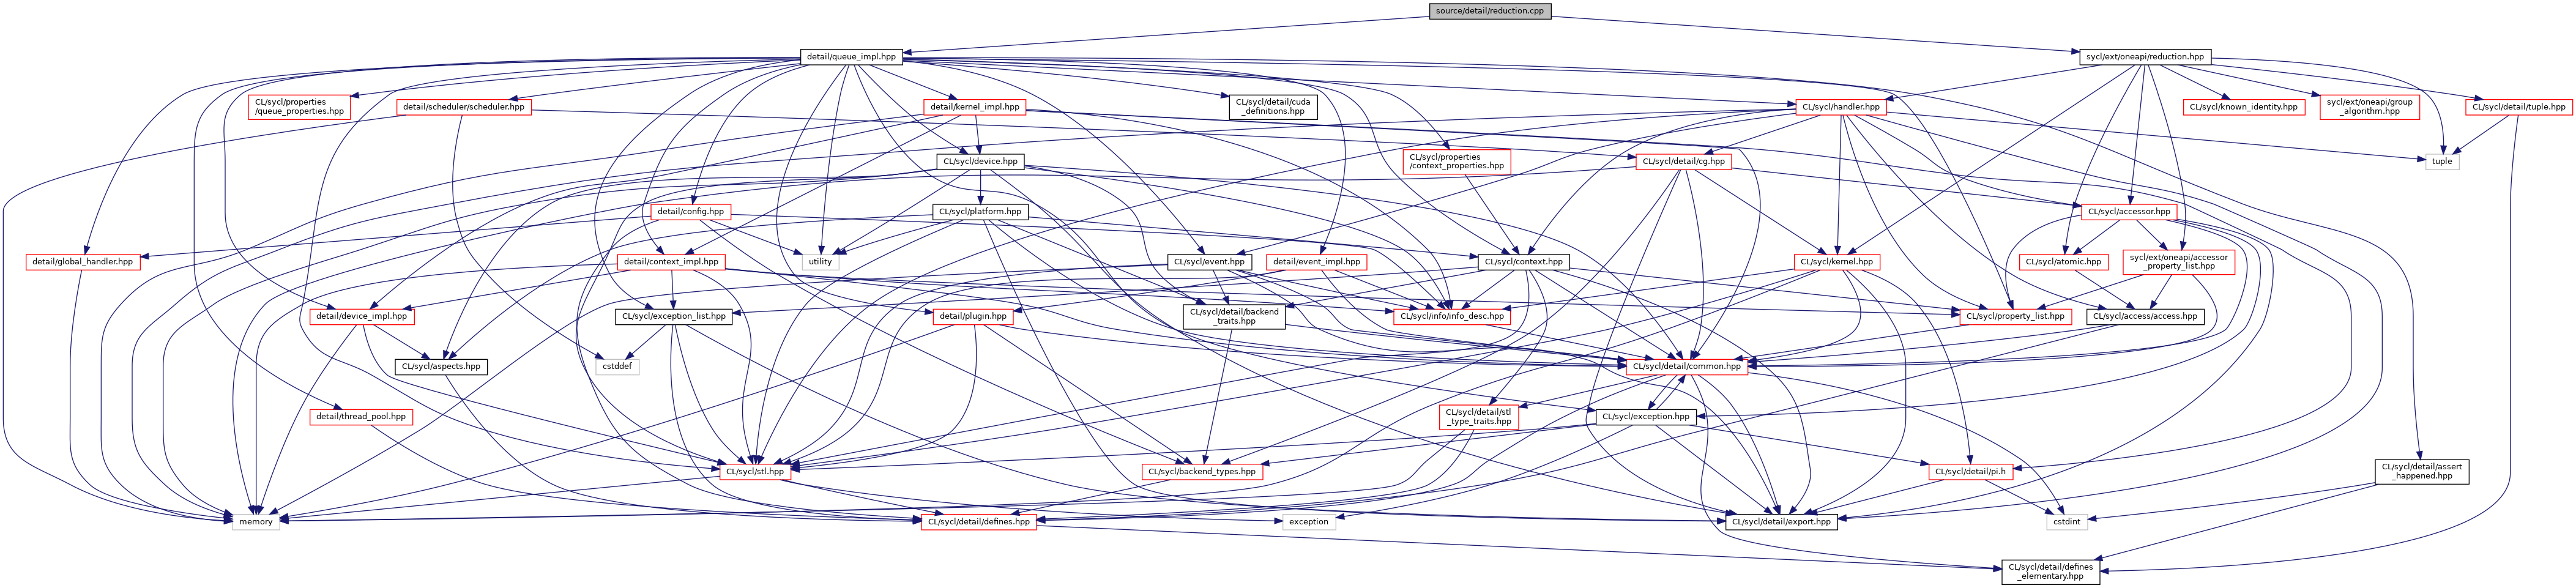 source/detail/reduction.cpp
detail/queue_impl.hpp
sycl/ext/oneapi/reduction.hpp
CL/sycl/properties
/queue_properties.hpp
detail/scheduler/scheduler.hpp
detail/kernel_impl.hpp
CL/sycl/detail/cuda
_definitions.hpp
CL/sycl/handler.hpp
CL/sycl/known_identity.hpp
sycl/ext/oneapi/group
_algorithm.hpp
CL/sycl/detail/tuple.hpp
CL/sycl/device.hpp
CL/sycl/properties
/context_properties.hpp
CL/sycl/detail/cg.hpp
tuple
detail/config.hpp
CL/sycl/platform.hpp
CL/sycl/accessor.hpp
detail/global_handler.hpp
utility
detail/context_impl.hpp
CL/sycl/event.hpp
detail/event_impl.hpp
CL/sycl/context.hpp
CL/sycl/kernel.hpp
CL/sycl/atomic.hpp
sycl/ext/oneapi/accessor
_property_list.hpp
detail/device_impl.hpp
CL/sycl/exception_list.hpp
detail/plugin.hpp
CL/sycl/detail/backend
_traits.hpp
CL/sycl/info/info_desc.hpp
CL/sycl/property_list.hpp
CL/sycl/access/access.hpp
CL/sycl/aspects.hpp
cstddef
CL/sycl/detail/common.hpp
detail/thread_pool.hpp
CL/sycl/detail/stl
_type_traits.hpp
CL/sycl/exception.hpp
CL/sycl/stl.hpp
CL/sycl/backend_types.hpp
CL/sycl/detail/pi.h
CL/sycl/detail/assert
_happened.hpp
memory
CL/sycl/detail/defines.hpp
exception
CL/sycl/detail/export.hpp
cstdint
CL/sycl/detail/defines
_elementary.hpp